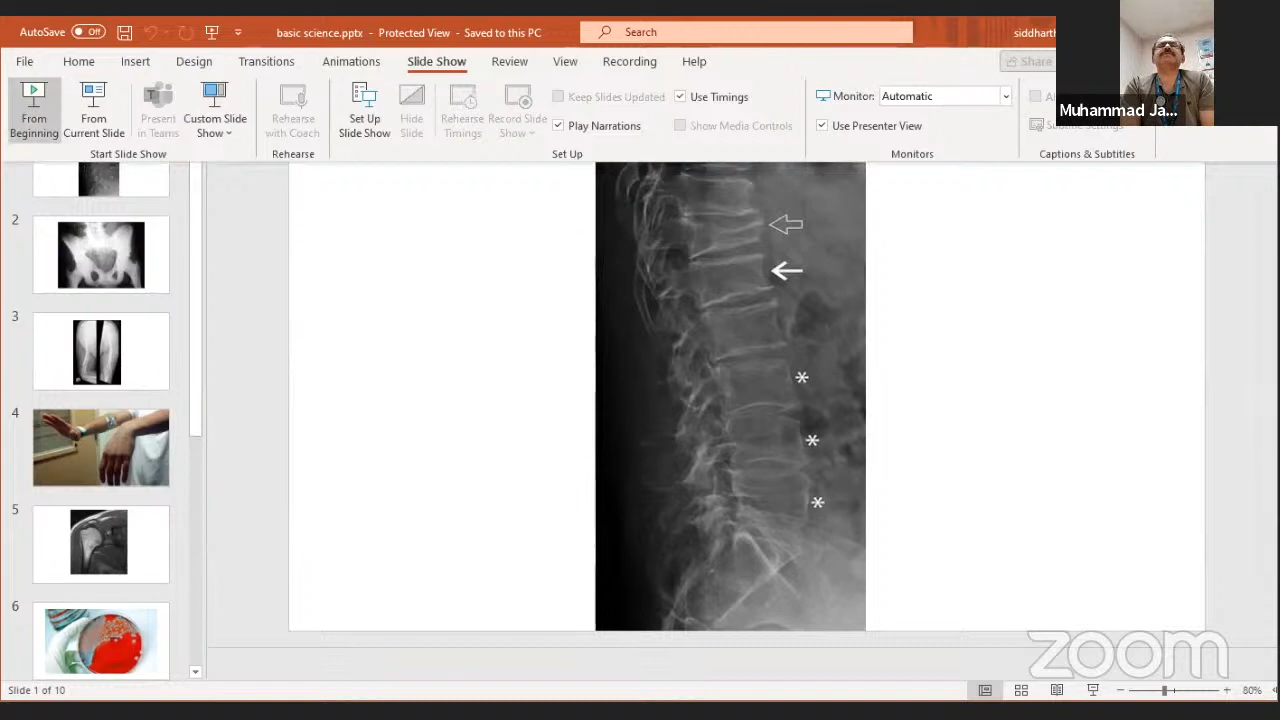 AutoSave Off basic.science.pptx - Protected View - Saved to this PC Search siddharth
File Home Insert Design Transitions Animations Slide Show Review View Recording Help Share
From Beginning
From Current Slide
Present in Teams
Custom Slide Show
Set Up Slide Show
Hide Slide
Rehearse with Coach
Rehearse Timings
Record Slide Show
Keep Slides Updated
Play Narrations
Use Timings
Show Media Controls
Monitor: Automatic
Use Presenter View
Subtitle Settings
Muhammad Ja...
Start Slide Show Rehearse Set Up Monitors Captions & Subtitles
2
3
4
5
6
* 
*
*
zoom
Slide 1 of 10 80%